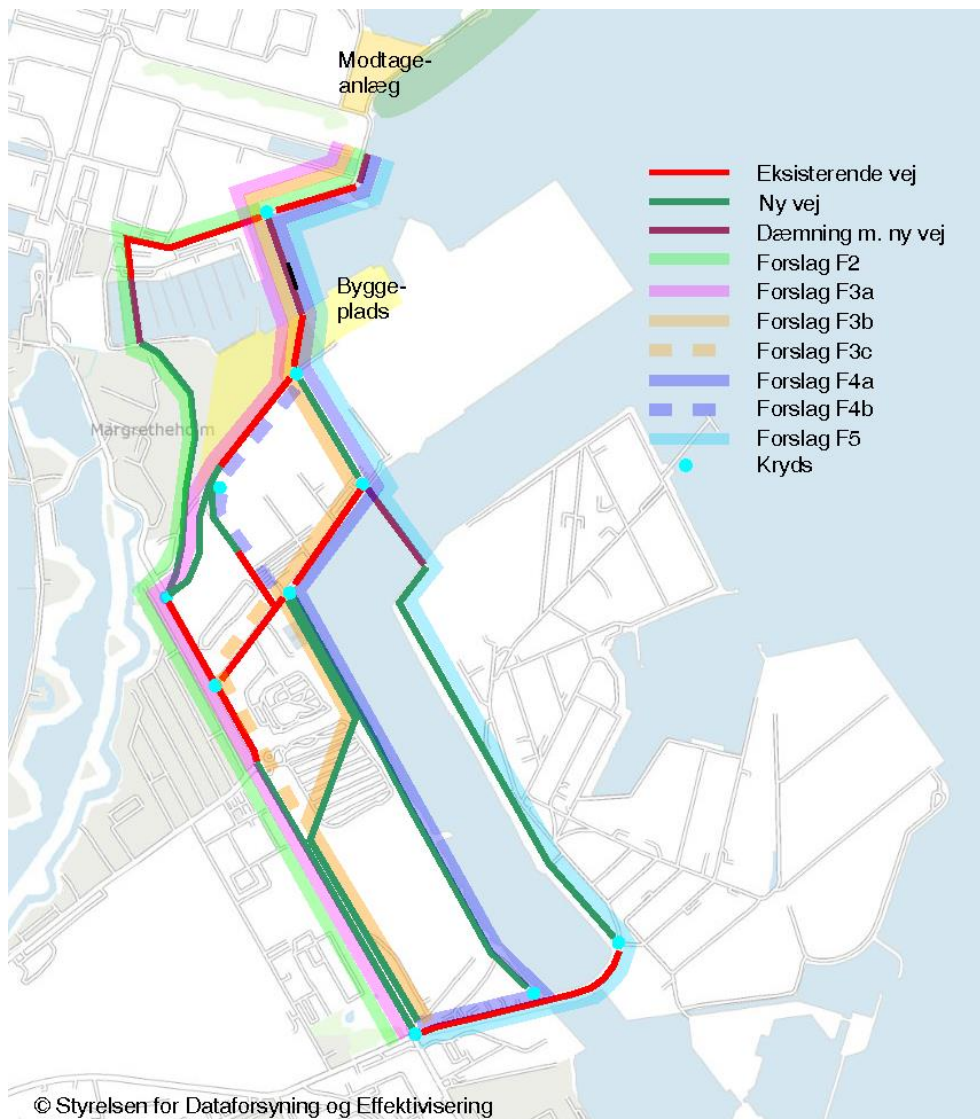 Modtage-
anlæg
Eksisterende vej
Ny vej
Dæmning m. ny vej
Forslag F2
Forslag F3a
Forslag F3b
Forslag F3c
Forslag F4a
Forslag F4b
Forslag F5
Kryds
Bygge-
plads
Margretheholm
© Styrelsen for Dataforsyning og Effektivisering